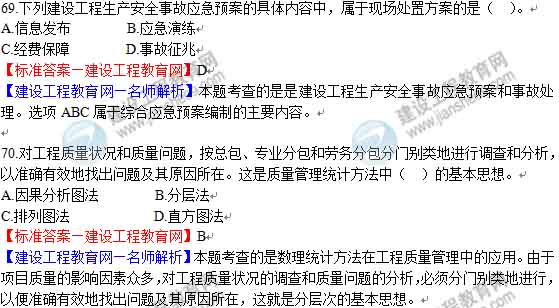 69.下列建设工程生产安全事故应急预案的具体内容中，属于现场处置方案的是（ ）。
A.信息发布 B.应急演练
C.经费保障 D.事故征兆
【标准答案－建设工程教育网】D
【建设工程教育网－名师解析】本题考查的是是建设工程生产安全事故应急预案和事故处
理。选项 ABC 属于综合应急预案编制的主要内容。
70.对工程质量状况和质量问题，按总包、专业分包和劳务分包分门别类地进行调查和分析，
以准确有效地找出问题及其原因所在。这是质量管理统计方法中（ ）的基本思想。
A.因果分析图法 B.分层法
C.排列图法 D.直方图法
【标准答案－建设工程教育网】B
【建设工程教育网－名师解析】本题考查的是数理统计方法在工程质量管理中的应用。由于
项目质量的影响因素众多，对工程质量状况的调查和质量问题的分析，必须分门别类地进行，
以便准确有效地找出问题及其原因所在，这就是分层次的基本思想。
建设工程教育网